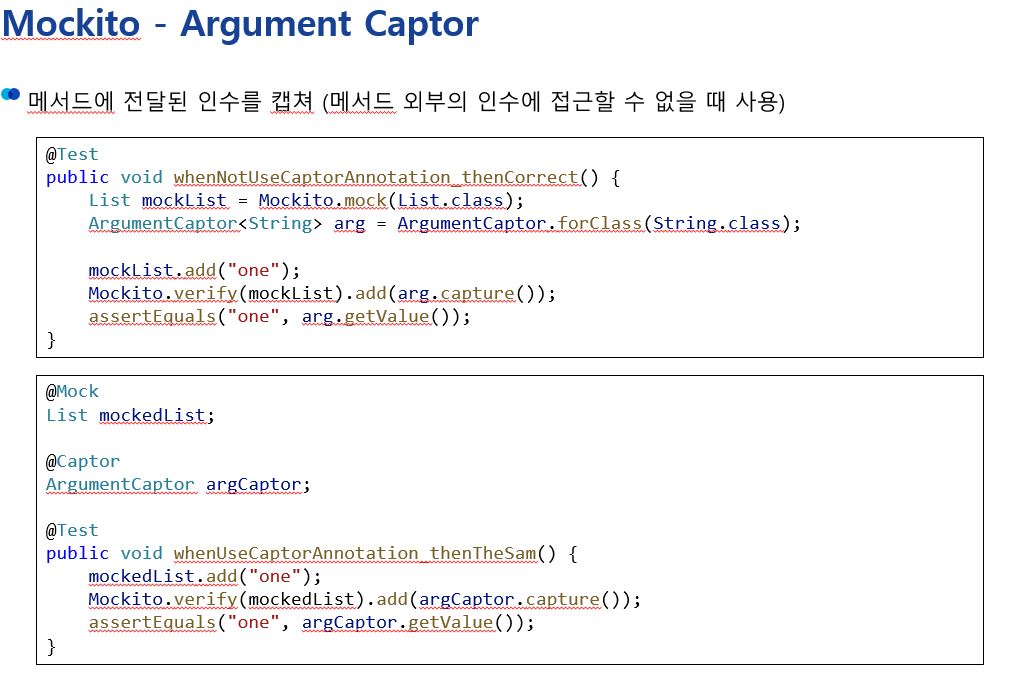 Mockito - Argument Captor
메서드에 전달된 인수를 캡쳐 (메서드 외부의 인수에 접근할 수 없을 때 사용)
@Test
public void whenNotUseCaptorAnnotation_thenCorrect() {
    List mockList = Mockito.mock(List.class);
    ArgumentCaptor<String> arg = ArgumentCaptor.forClass(String.class);
    mockList.add("one");
    Mockito.verify(mockList).add(arg.capture());
    assertEquals("one", arg.getValue());
}
@Mock
List mockedList;
@Captor
ArgumentCaptor argCaptor;
@Test
public void whenUseCaptorAnnotation_thenTheSam() {
    mockedList.add("one");
    Mockito.verify(mockedList).add(argCaptor.capture());
    assertEquals("one", argCaptor.getValue());
}